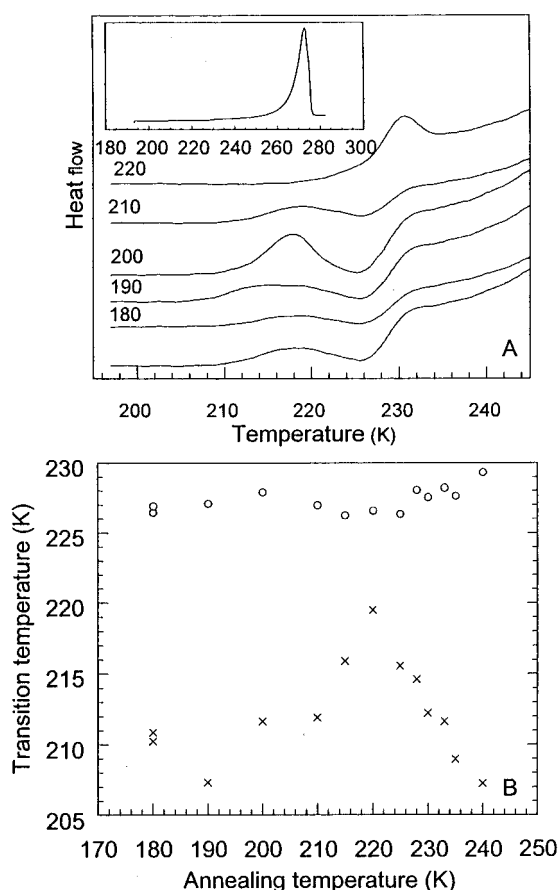 180 200 220 240 260 280 300
220
210
200
190
180
Heat flow
A
200 210 220 230 240
Temperature (K)
230
225
220
215
210
205
Transition temperature (K)
B
170 180 190 200 210 220 230 240 250
Annealing temperature (K)